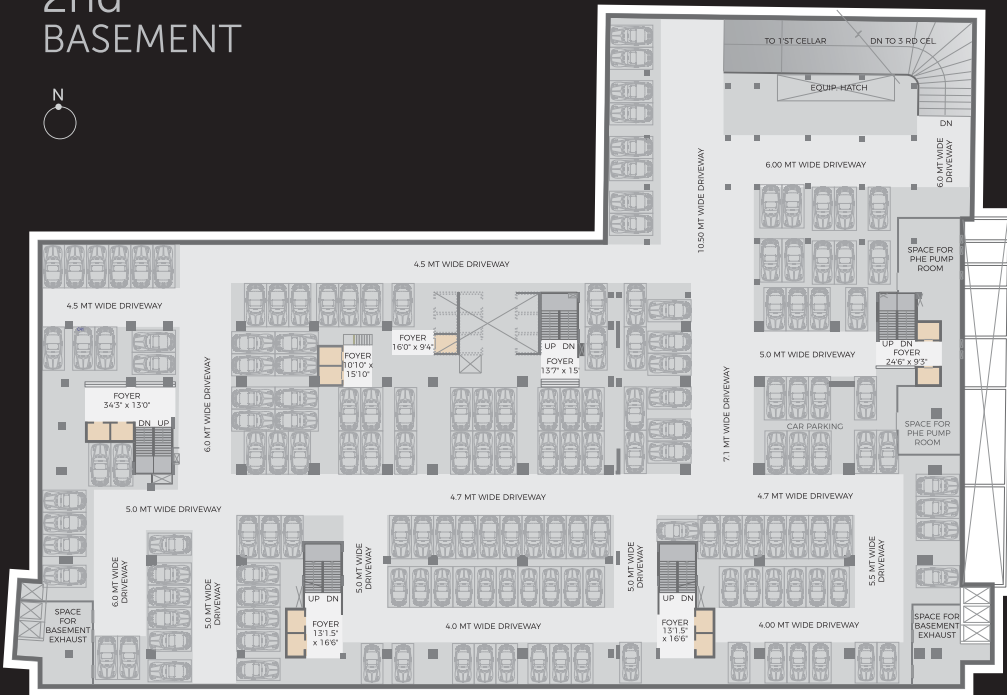 2nd
BASEMENT
N
TO 1'ST CELLAR
DN TO 3 RD CEL
EQUIP. HATCH
DN
6.0 MT WIDE
DRIVEWAY
6.00 MT WIDE DRIVEWAY
10.50 MT WIDE DRIVEWAY
SPACE FOR
PHE PUMP
ROOM
4.5 MT WIDE DRIVEWAY
4.5 MT WIDE DRIVEWAY
FOYER
16'0" x 9'4"
UP DN
FOYER
13'7" x 15'
FOYER
10'10" x
15'10"
5.0 MT WIDE DRIVEWAY
UP DN
FOYER
24'6" x 9'3"
6.0 MT WIDE DRIVEWAY
7.1 MT WIDE DRIVEWAY
FOYER
34'3" x 13'0"
DN UP
CAR PARKING
SPACE FOR
PHE PUMP
ROOM
4.7 MT WIDE DRIVEWAY
4.7 MT WIDE DRIVEWAY
5.0 MT WIDE DRIVEWAY
6.0 MT WIDE
DRIVEWAY
5.0 MT WIDE
DRIVEWAY
5.0 MT WIDE
DRIVEWAY
5.0 MT WIDE
DRIVEWAY
5.5 MT WIDE
DRIVEWAY
UP DN
FOYER
13'1.5"
x 16'6"
4.0 MT WIDE DRIVEWAY
UP DN
FOYER
13'1.5"
x 16'6"
4.00 MT WIDE DRIVEWAY
SPACE
FOR
BASEMENT
EXHAUST
SPACE FOR
BASEMENT
EXHAUST